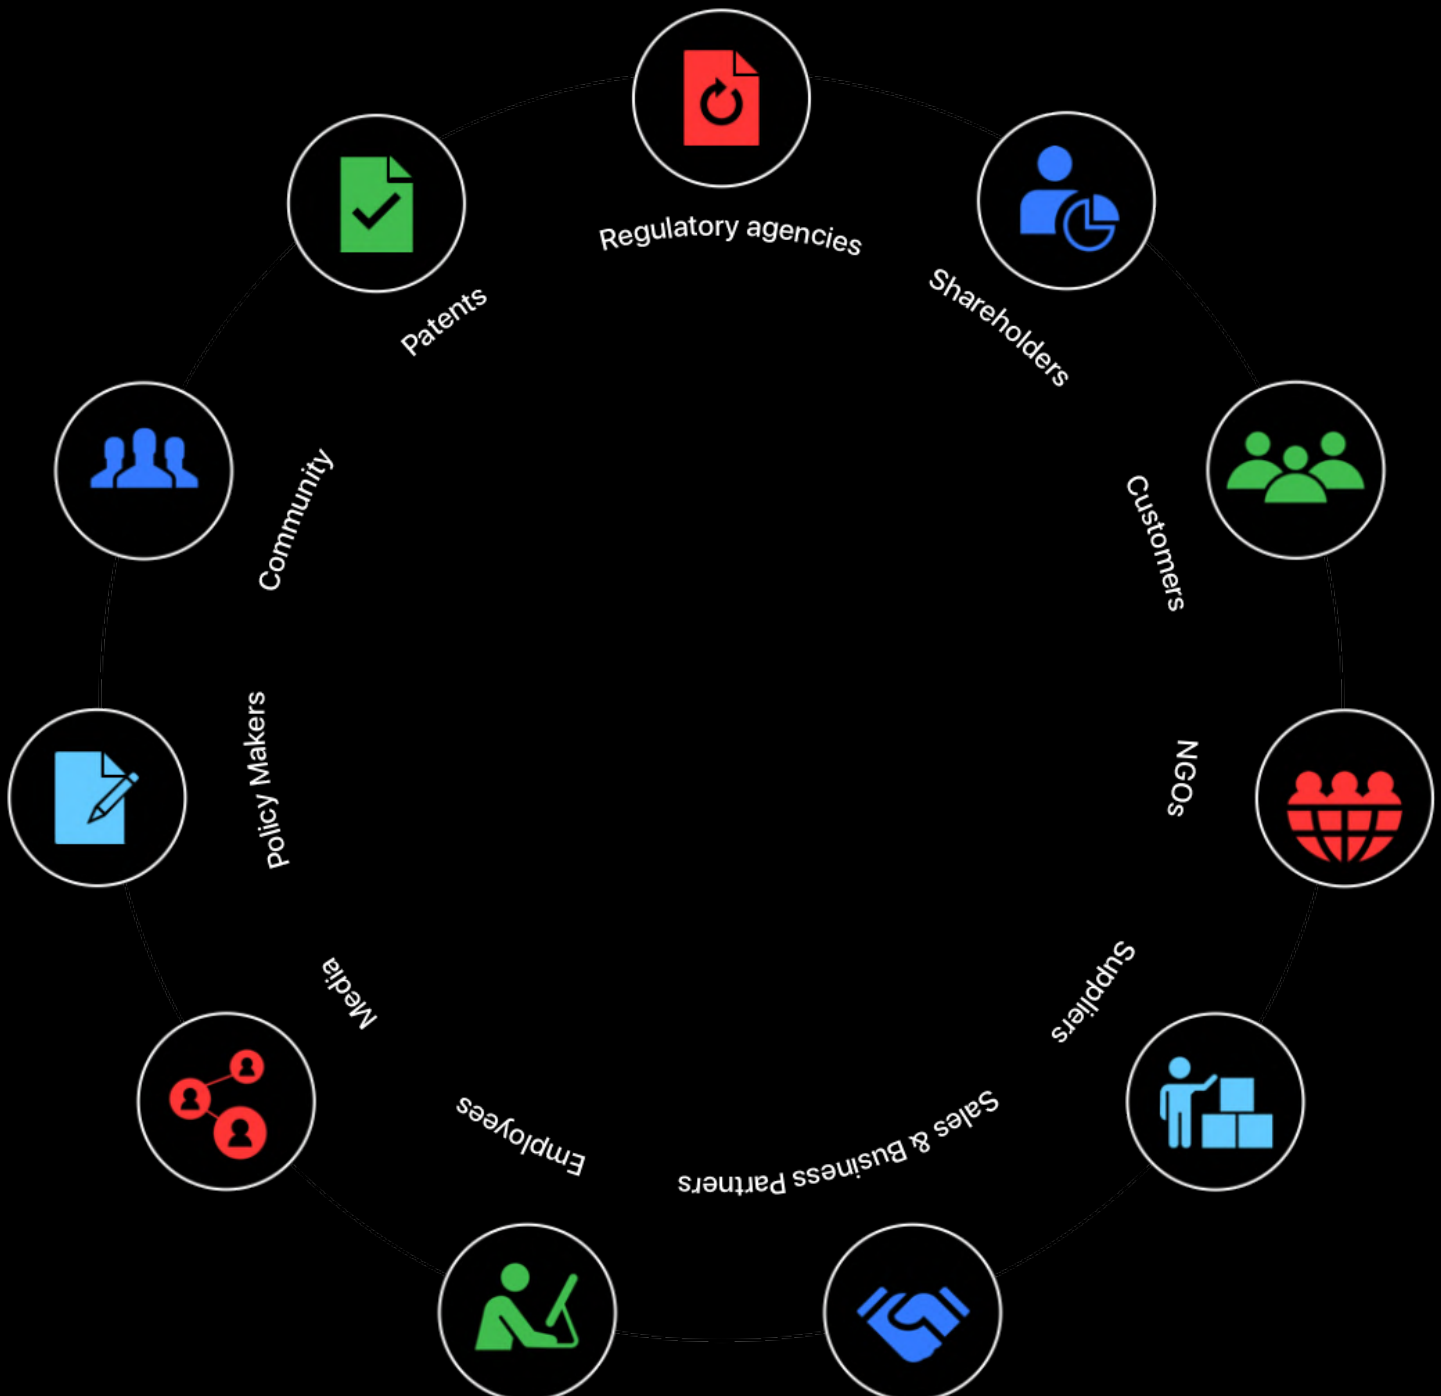 Regulatory agencies
Shareholders
Customers
NGOs
Suppliers
Sales & Business Partners
Employees
Media
Policy Makers
Community
Patents